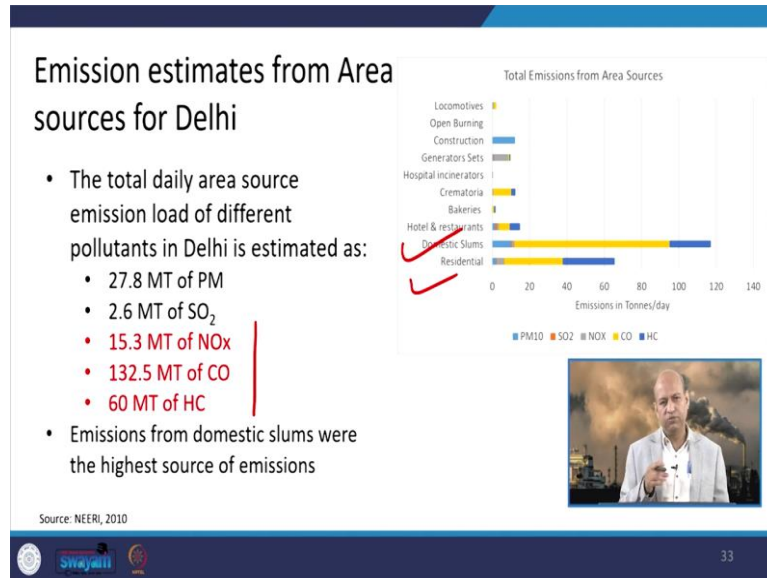 Emission estimates from Area
sources for Delhi
• The total daily area source
emission load of different
pollutants in Delhi is estimated as:
• 27.8 MT of PM
• 2.6 MT of SO2
• 15.3 MT of NOx
• 132.5 MT of CO
• 60 MT of HC
• Emissions from domestic slums were
the highest source of emissions
Source: NEERI, 2010
Total Emissions from Area Sources
Locomotives
Open Burning
Construction
Generators Sets
Hospital incinerators
Crematoria
Bakeries
Hotel & restaurants
Domestic Slums
Residential
0 20 40 60 80 100 120 140
Emissions in Tonnes/day
PM10 SO2 NOX CO HC
swayam
33